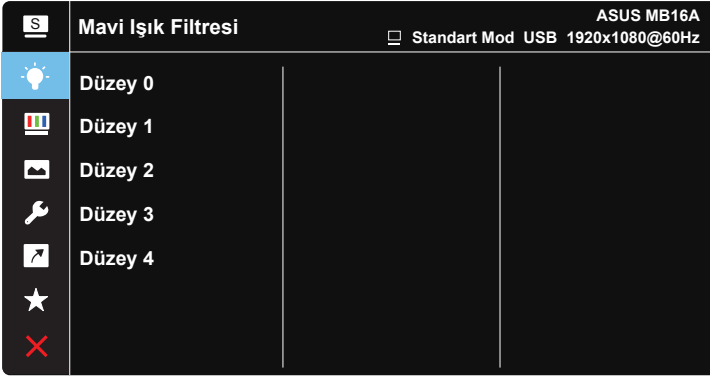 S
Mavi Işık Filtresi
ASUS MB16A
Standart Mod USB 1920x1080@60Hz
Düzey 0
Düzey 1
Düzey 2
Düzey 3
Düzey 4